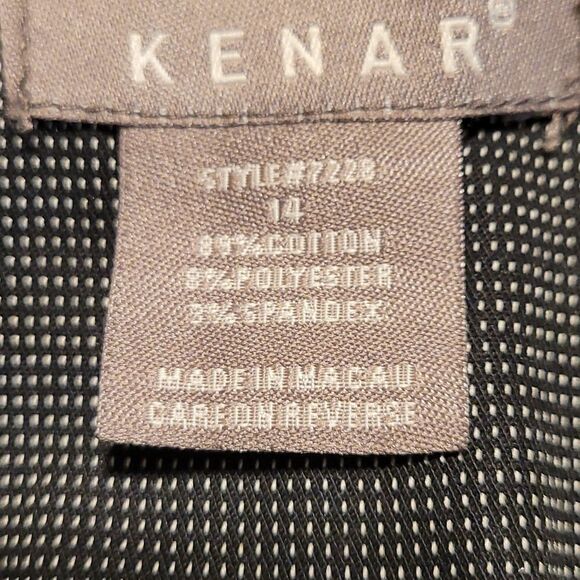 KENAR®
STYLE#7228
14
89%COTTON
8%POLYESTER
3%SPANDEX
MADE IN MACAU
CARE ON REVERSE